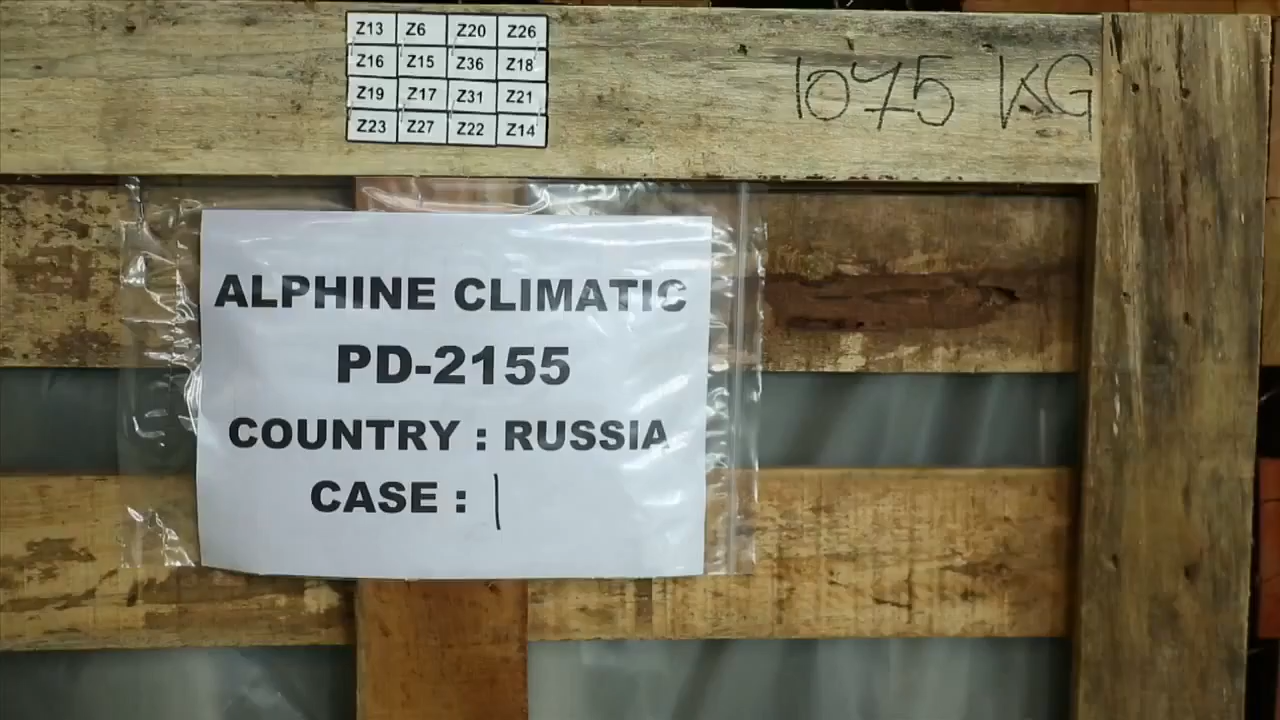 Z13 Z6 Z20 Z26
Z16 Z15 Z36 Z18
Z19 Z17 Z31 Z21
Z23 Z27 Z22 Z14
1075 KG
ALPHINE CLIMATIC
PD-2155
COUNTRY : RUSSIA
CASE : 1